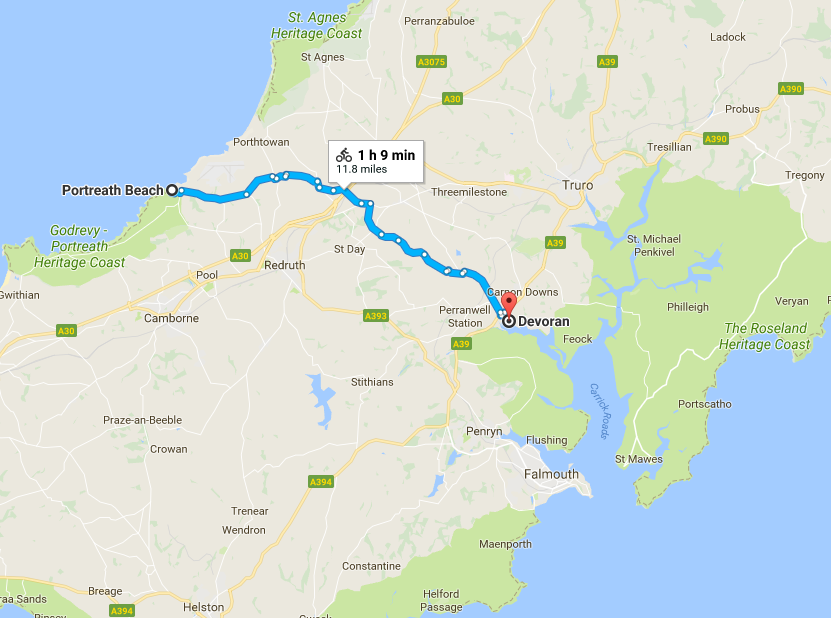 St. Agnes
Heritage Coast
Perranzabuloe
Ladock
St Agnes
A3075
A39
A30
A390
Probus
A390
Porthtowan
Tresillian
1 h 9 min
11.8 miles
Tregony
Portreath Beach
Threemilestone
Truro
Godrevy -
Portreath
Heritage Coast
A30
St Day
A39
St. Michael
Penkivel
Redruth
Pool
Gwithian
Carnon Downs
Veryan
Philleigh
Camborne
A393
Perranwell
Station
Devoran
The Roseland
Heritage Coast
A30
A39
Feock
Stithians
Carrick Roads
Portscatho
Praze-an-Beeble
Crowan
Penryn
Flushing
St Mawes
A394
Falmouth
Trenear
Wendron
Maenporth
Constantine
Breage
Helford
Passage
raa Sands
A394
Helston